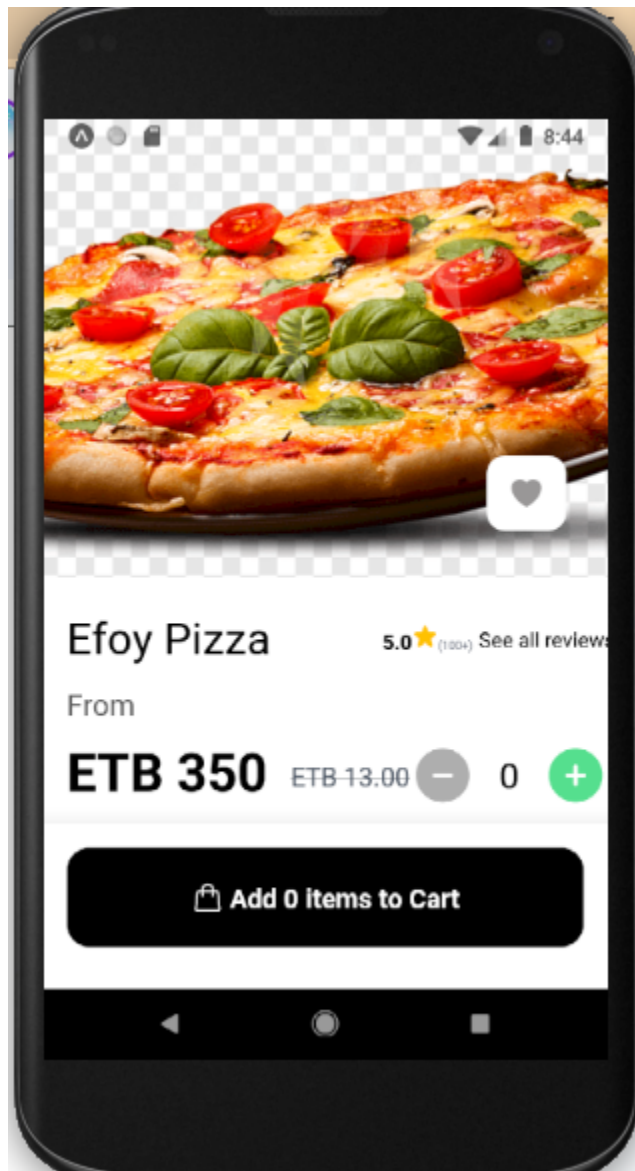 8:44
Efoy Pizza 5.0 (100+) See all reviews
From
ETB 350 ETB 13.00 0
Add 0 items to Cart